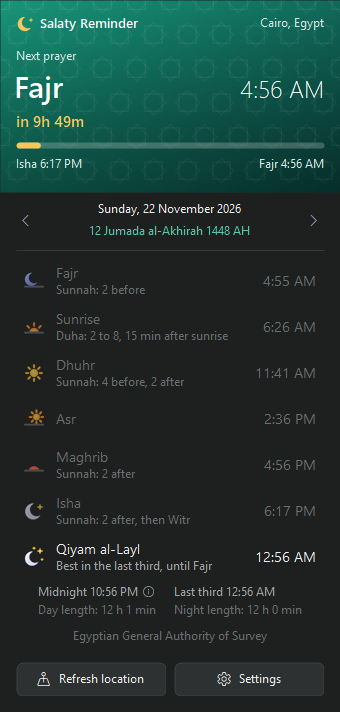 Salaty Reminder
Cairo, Egypt
Next prayer
Fajr 4:56 AM
in 9h 49m
Isha 6:17 PM Fajr 4:56 AM
Sunday, 22 November 2026
12 Jumada al-Akhirah 1448 AH
Fajr 4:55 AM
Sunnah: 2 before
Sunrise 6:26 AM
Duha: 2 to 8, 15 min after sunrise
Dhuhr 11:41 AM
Sunnah: 4 before, 2 after
Asr 2:36 PM
Maghrib 4:56 PM
Sunnah: 2 after
Isha 6:17 PM
Sunnah: 2 after, then Witr
Qiyam al-Layl 12:56 AM
Best in the last third, until Fajr
Midnight 10:56 PM Last third 12:56 AM
Day length: 12 h 1 min Night length: 12 h 0 min
Egyptian General Authority of Survey
Refresh location Settings